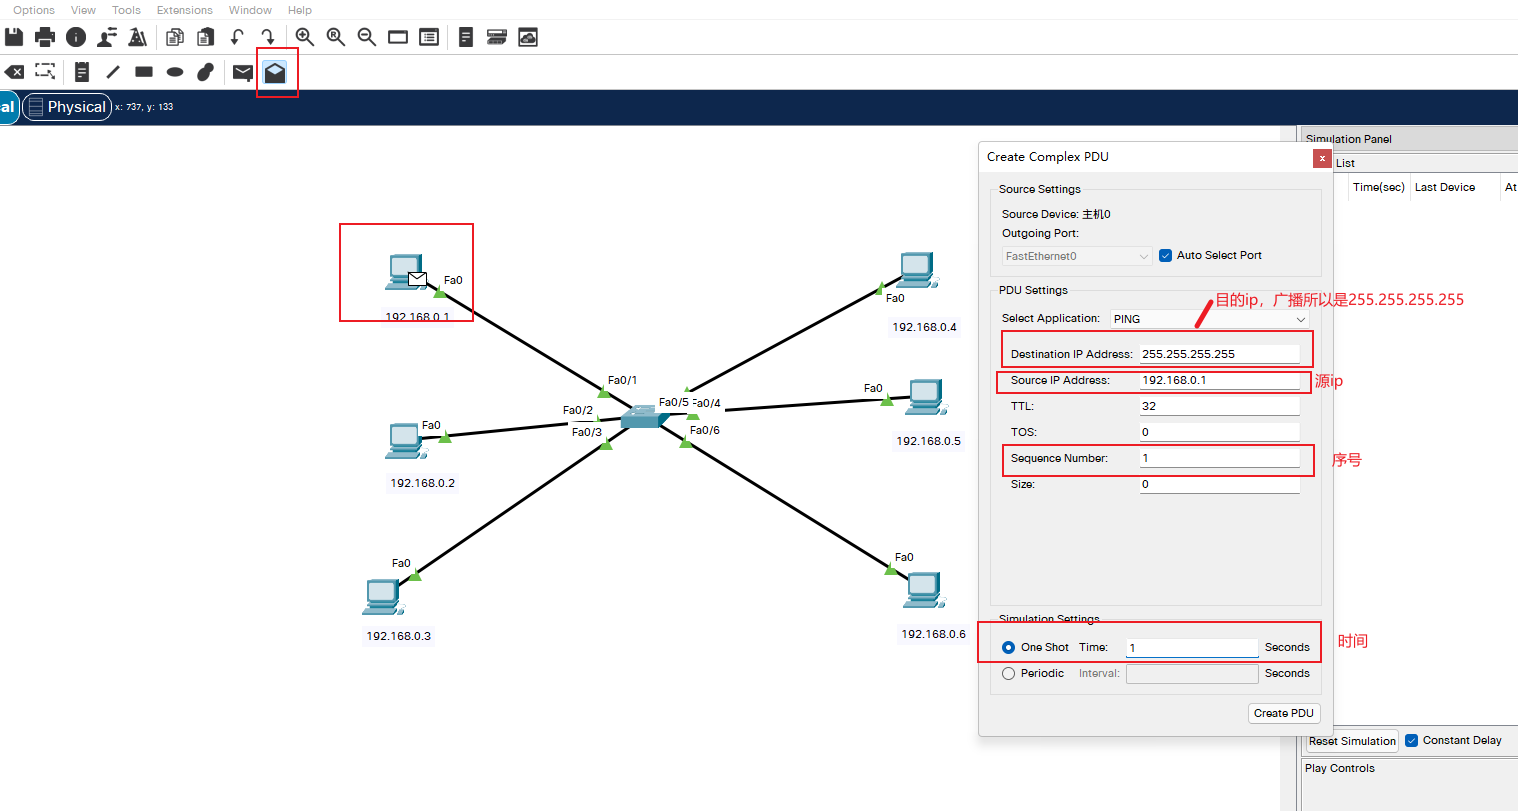 Options View Tools Extensions Window Help
al Physical x: 737, y: 133
Simulation Panel
List
Time(sec) Last Device At
Create Complex PDU x
Source Settings
Source Device: 主机0
Outgoing Port:
FastEthernet0 Auto Select Port
PDU Settings
目的ip，广播所以是255.255.255.255
Select Application: PING
Destination IP Address: 255.255.255.255
Source IP Address: 192.168.0.1
源ip
TTL: 32
TOS: 0
Sequence Number: 1
序号
Size: 0
Simulation Settings
One Shot Time: 1 Seconds
时间
Periodic Interval: Seconds
Create PDU
Fa0
192.168.0.1
Fa0
192.168.0.4
Fa0/1
Fa0/2
Fa0/3
Fa0/5
Fa0/4
Fa0/6
Fa0
192.168.0.5
Fa0
192.168.0.2
Fa0
192.168.0.3
Fa0
192.168.0.6
Reset Simulation Constant Delay
Play Controls